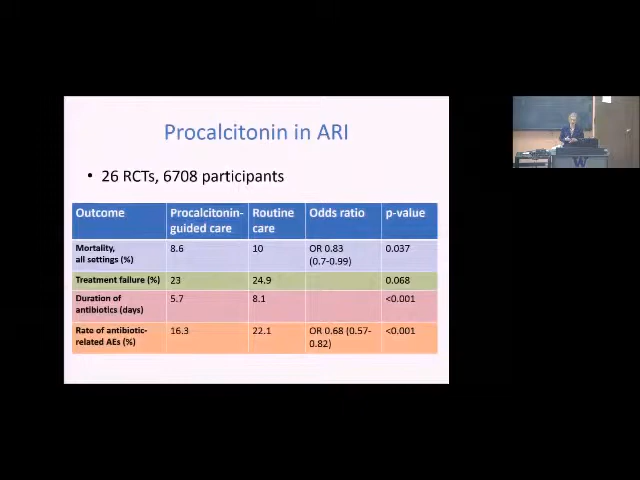 Procalcitonin in ARI
• 26 RCTs, 6708 participants
Outcome Procalcitonin- Routine Odds ratio p-value
guided care care
Mortality, 8.6 10 OR 0.83 0.037
all settings (%) (0.7-0.99)
Treatment failure (%) 23 24.9 0.068
Duration of 5.7 8.1 <0.001
antibiotics (days)
Rate of antibiotic- 16.3 22.1 OR 0.68 (0.57- <0.001
related AEs (%) 0.82)
W